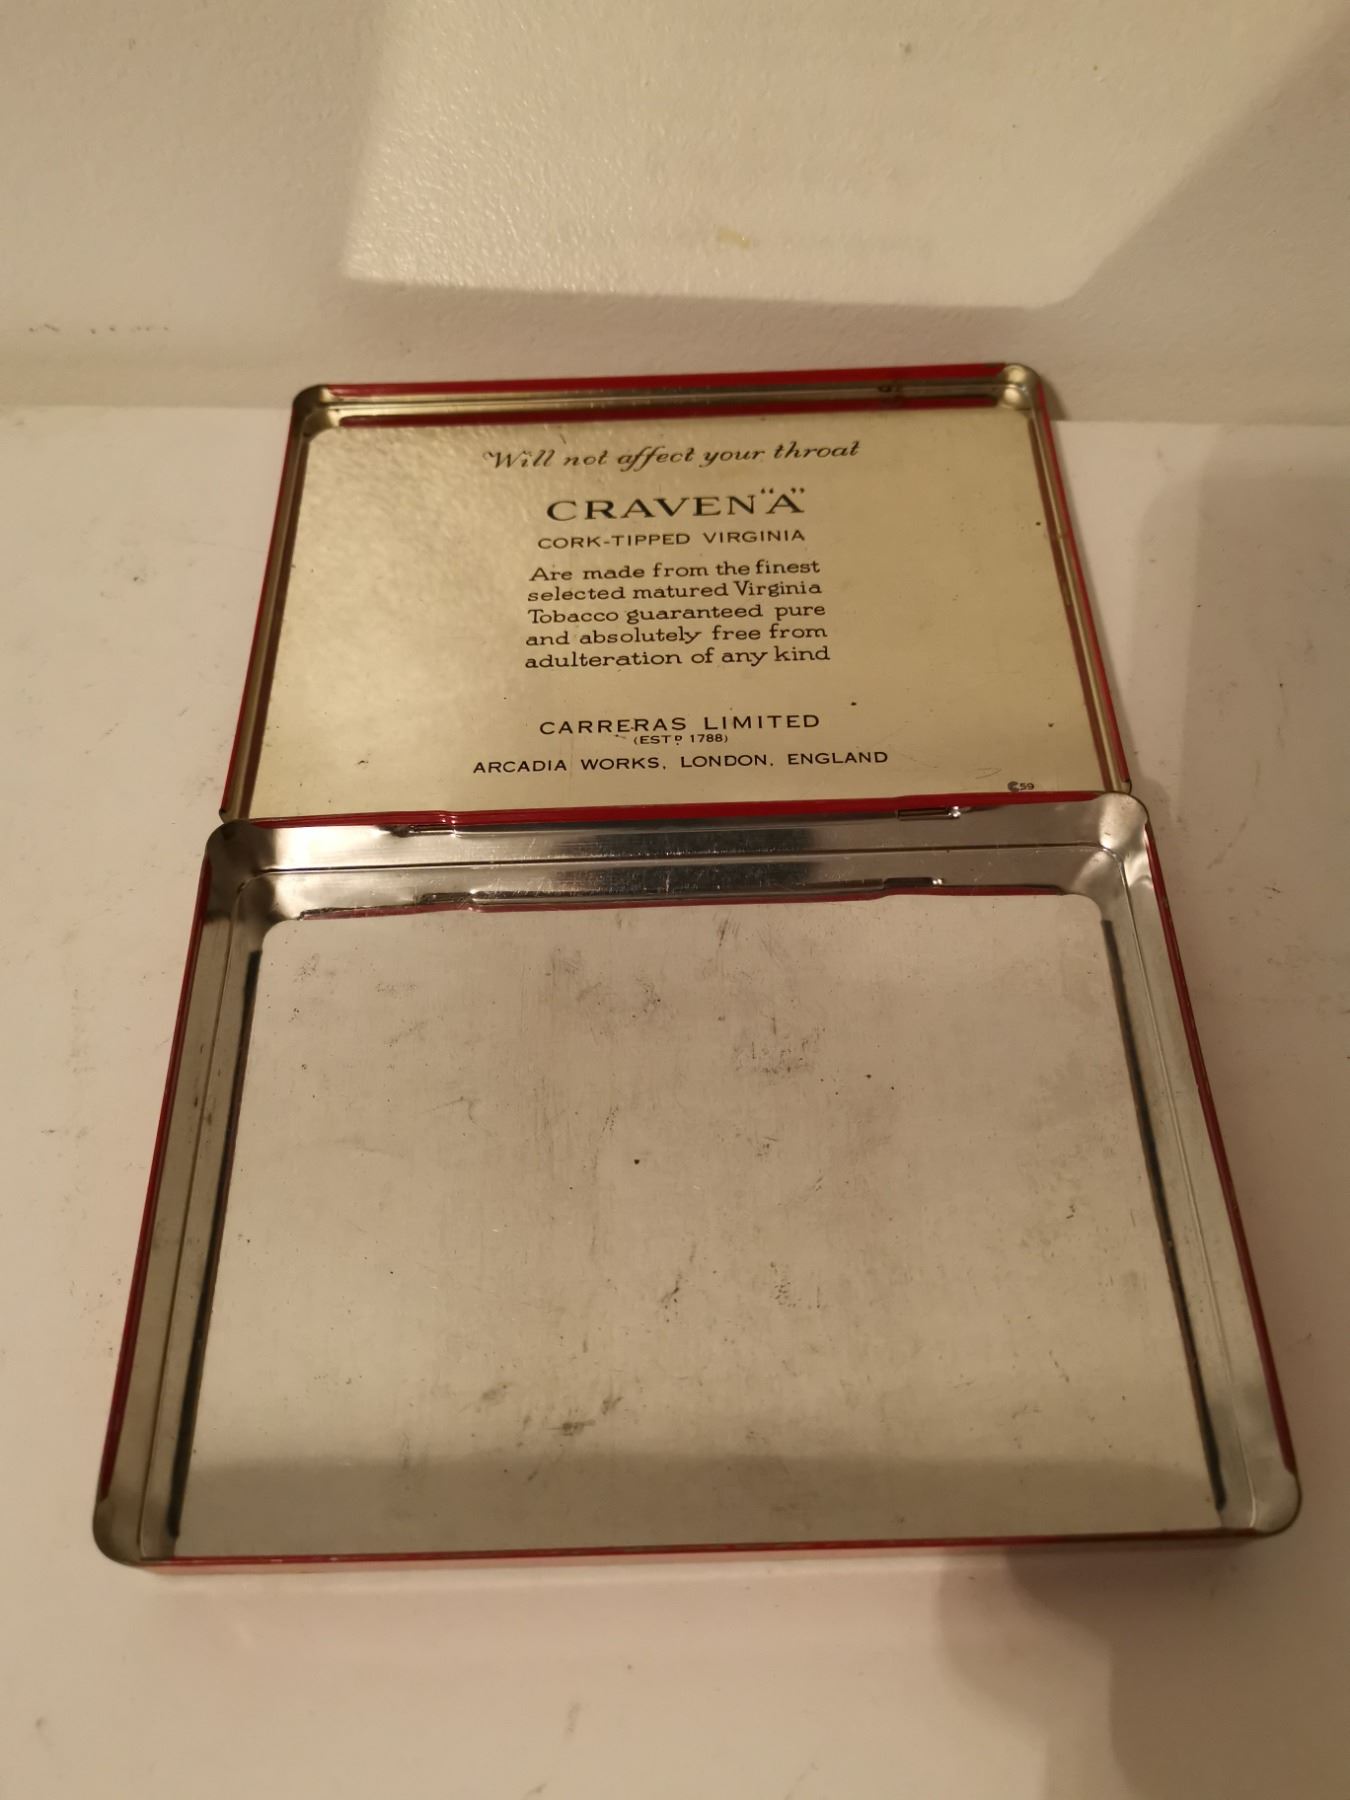 Will not affect your throat
CRAVEN "A"
CORK-TIPPED VIRGINIA
Are made from the finest
selected matured Virginia
Tobacco guaranteed pure
and absolutely free from
adulteration of any kind
CARRERAS LIMITED
(ESTD 1788)
ARCADIA WORKS, LONDON, ENGLAND
C59